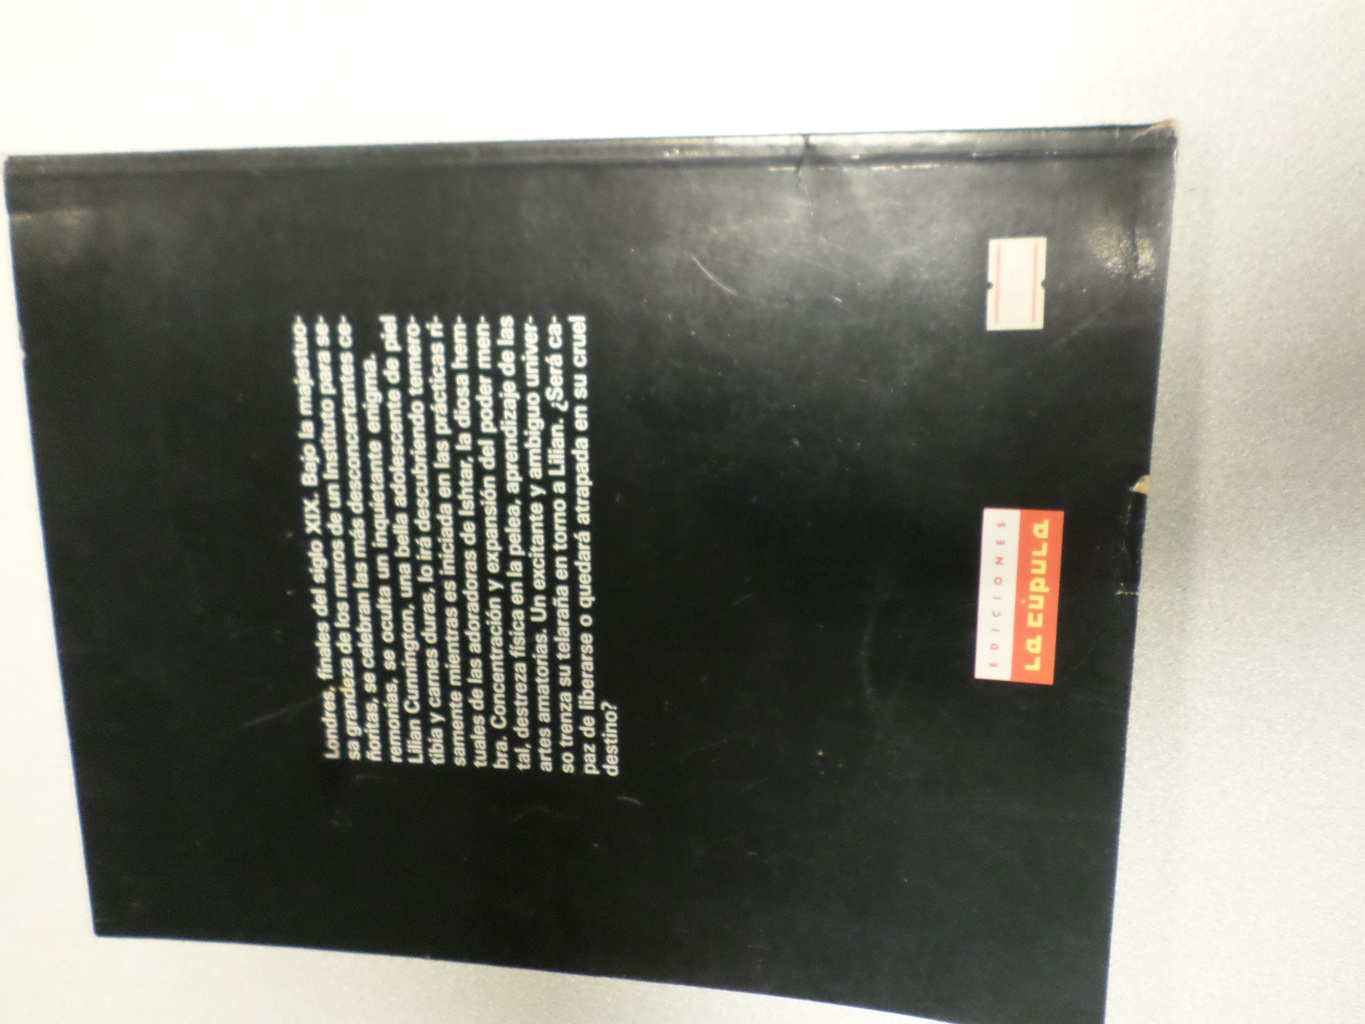 Londres, finales del siglo XIX. Bajo la majestuo-
sa grandeza de los muros de un Instituto para se-
ñoritas, se celebran las más desconcertantes ce-
remonias, se oculta un inquietante enigma.
Lilian Cunnington, una bella adolescente de piel
tibia y carnes duras, lo irá descubriendo temero-
samente mientras es iniciada en las prácticas ri-
tuales de las adoradoras de Ishtar, la diosa hem-
bra. Concentración y expansión del poder men-
tal, destreza física en la pelea, aprendizaje de las
artes amatorias. Un excitante y ambiguo univer-
so trenza su telaraña en torno a Lilian. ¿Será ca-
paz de liberarse o quedará atrapada en su cruel
destino?
EDICIONES
La CÚPULa